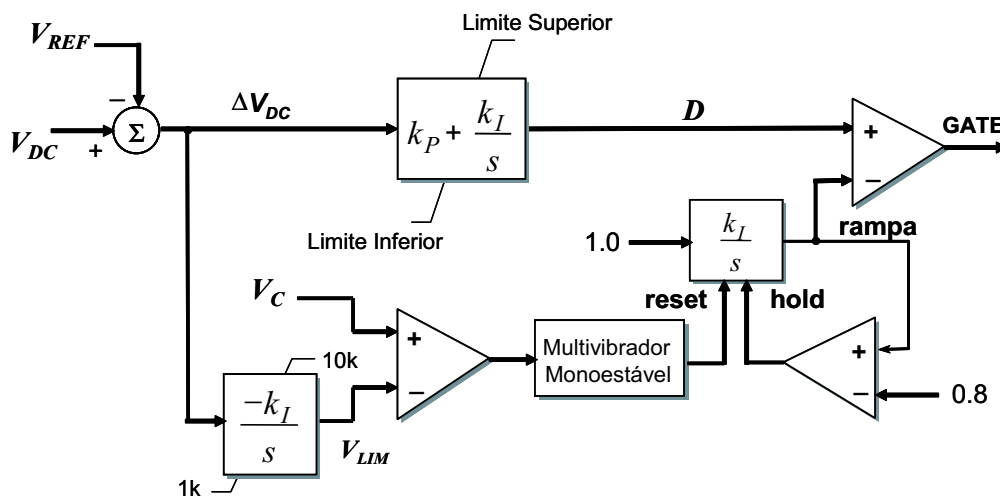 Limite Superior
V_REF
−
ΔV_DC
V_DC
+
Σ
k_P + k_I / s
D
+
−
GATE
Limite Inferior
1.0
k_I / s
rampa
reset
hold
V_C
+
−
Multivibrador
Monoestável
+
−
0.8
10k
−k_I / s
V_LIM
1k